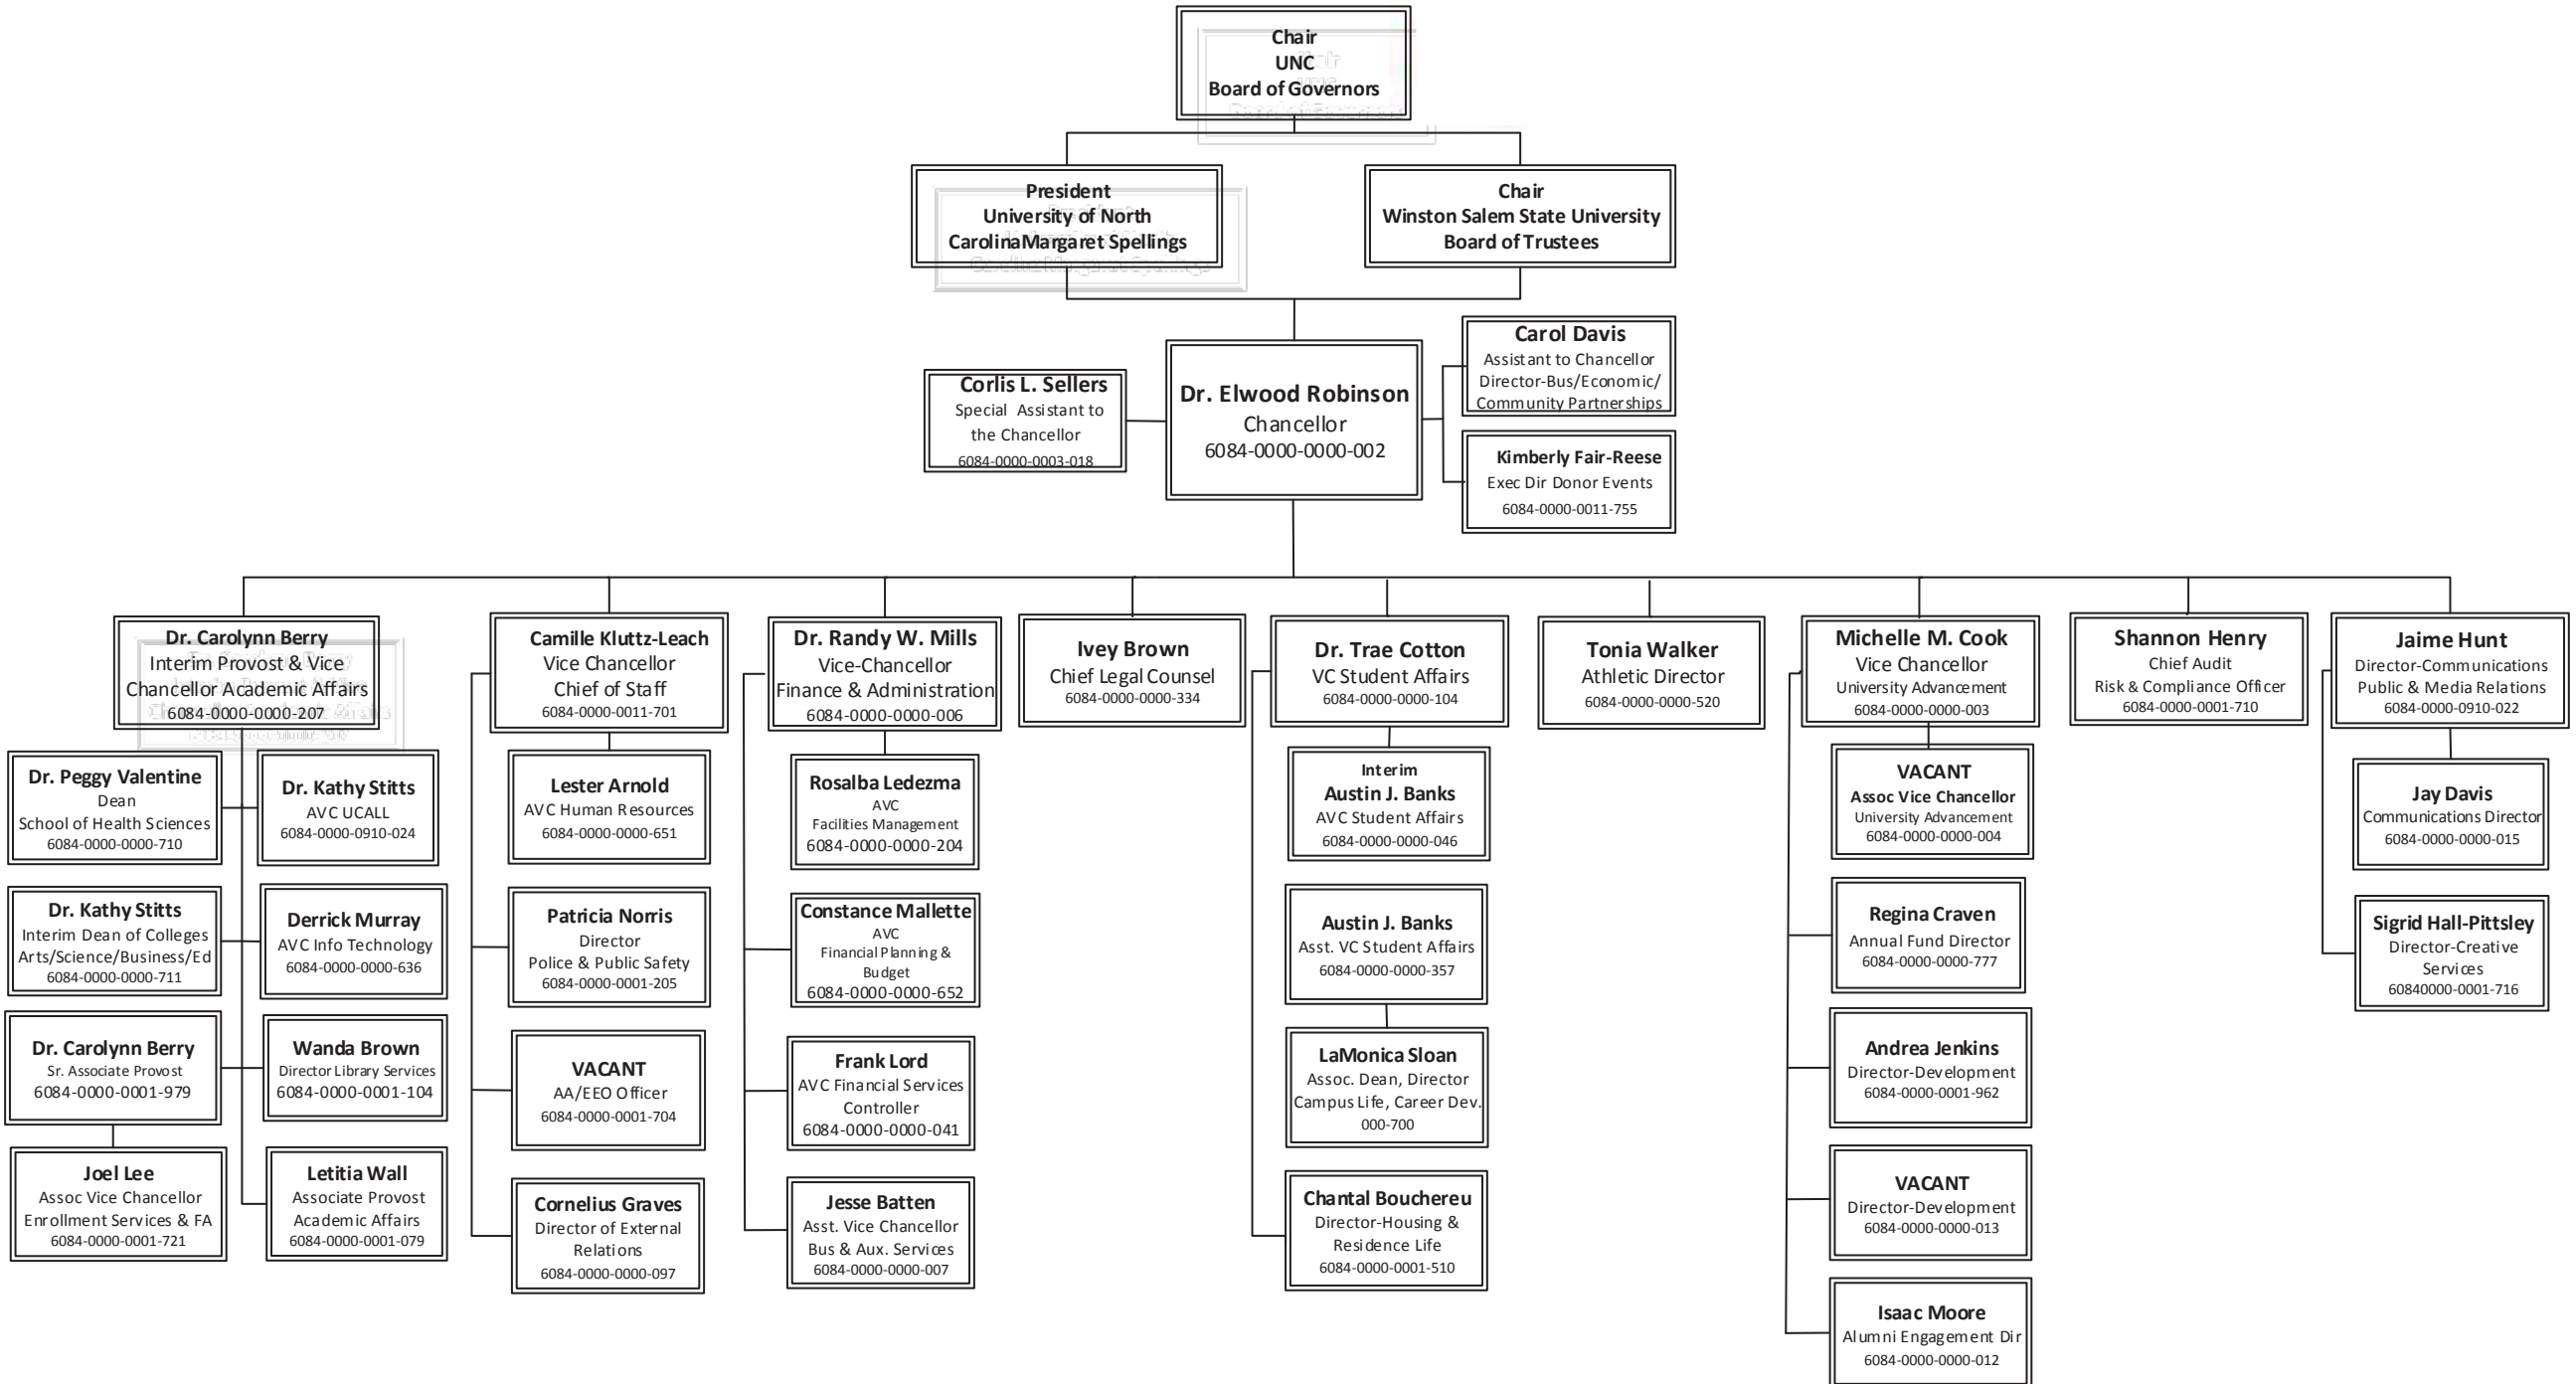 Chair
UNC
Board of Governors
President
University of North
CarolinaMargaret Spellings
Chair
Winston Salem State University
Board of Trustees
Corlis L. Sellers
Special Assistant to
the Chancellor
6084-0000-0003-018
Dr. Elwood Robinson
Chancellor
6084-0000-0000-002
Carol Davis
Assistant to Chancellor
Director-Bus/Economic/
Community Partnerships
Kimberly Fair-Reese
Exec Dir Donor Events
6084-0000-0011-755
Dr. Carolynn Berry
Interim Provost & Vice
Chancellor Academic Affairs
6084-0000-0000-207
Dr. Peggy Valentine
Dean
School of Health Sciences
6084-0000-0000-710
Dr. Kathy Stitts
AVC UCALL
6084-0000-0910-024
Dr. Kathy Stitts
Interim Dean of Colleges
Arts/Science/Business/Ed
6084-0000-0000-711
Derrick Murray
AVC Info Technology
6084-0000-0000-636
Dr. Carolynn Berry
Sr. Associate Provost
6084-0000-0001-979
Wanda Brown
Director Library Services
6084-0000-0001-104
Joel Lee
Assoc Vice Chancellor
Enrollment Services & FA
6084-0000-0001-721
Letitia Wall
Associate Provost
Academic Affairs
6084-0000-0001-079
Camille Kluttz-Leach
Vice Chancellor
Chief of Staff
6084-0000-0011-701
Lester Arnold
AVC Human Resources
6084-0000-0000-651
Patricia Norris
Director
Police & Public Safety
6084-0000-0001-205
VACANT
AA/EEO Officer
6084-0000-0001-704
Cornelius Graves
Director of External
Relations
6084-0000-0000-097
Dr. Randy W. Mills
Vice-Chancellor
Finance & Administration
6084-0000-0000-006
Rosalba Ledezma
AVC
Facilities Management
6084-0000-0000-204
Constance Mallette
AVC
Financial Planning &
Budget
6084-0000-0000-652
Frank Lord
AVC Financial Services
Controller
6084-0000-0000-041
Jesse Batten
Asst. Vice Chancellor
Bus & Aux. Services
6084-0000-0000-007
Ivey Brown
Chief Legal Counsel
6084-0000-0000-334
Dr. Trae Cotton
VC Student Affairs
6084-0000-0000-104
Interim
Austin J. Banks
AVC Student Affairs
6084-0000-0000-046
Austin J. Banks
Asst. VC Student Affairs
6084-0000-0000-357
LaMonica Sloan
Assoc. Dean, Director
Campus Life, Career Dev.
000-700
Chantal Bouchereu
Director-Housing &
Residence Life
6084-0000-0001-510
Tonia Walker
Athletic Director
6084-0000-0000-520
Michelle M. Cook
Vice Chancellor
University Advancement
6084-0000-0000-003
VACANT
Assoc Vice Chancellor
University Advancement
6084-0000-0000-004
Regina Craven
Annual Fund Director
6084-0000-0000-777
Andrea Jenkins
Director-Development
6084-0000-0001-962
VACANT
Director-Development
6084-0000-0000-013
Isaac Moore
Alumni Engagement Dir
6084-0000-0000-012
Shannon Henry
Chief Audit
Risk & Compliance Officer
6084-0000-0001-710
Jaime Hunt
Director-Communications
Public & Media Relations
6084-0000-0910-022
Jay Davis
Communications Director
6084-0000-0000-015
Sigrid Hall-Pittsley
Director-Creative
Services
60840000-0001-716